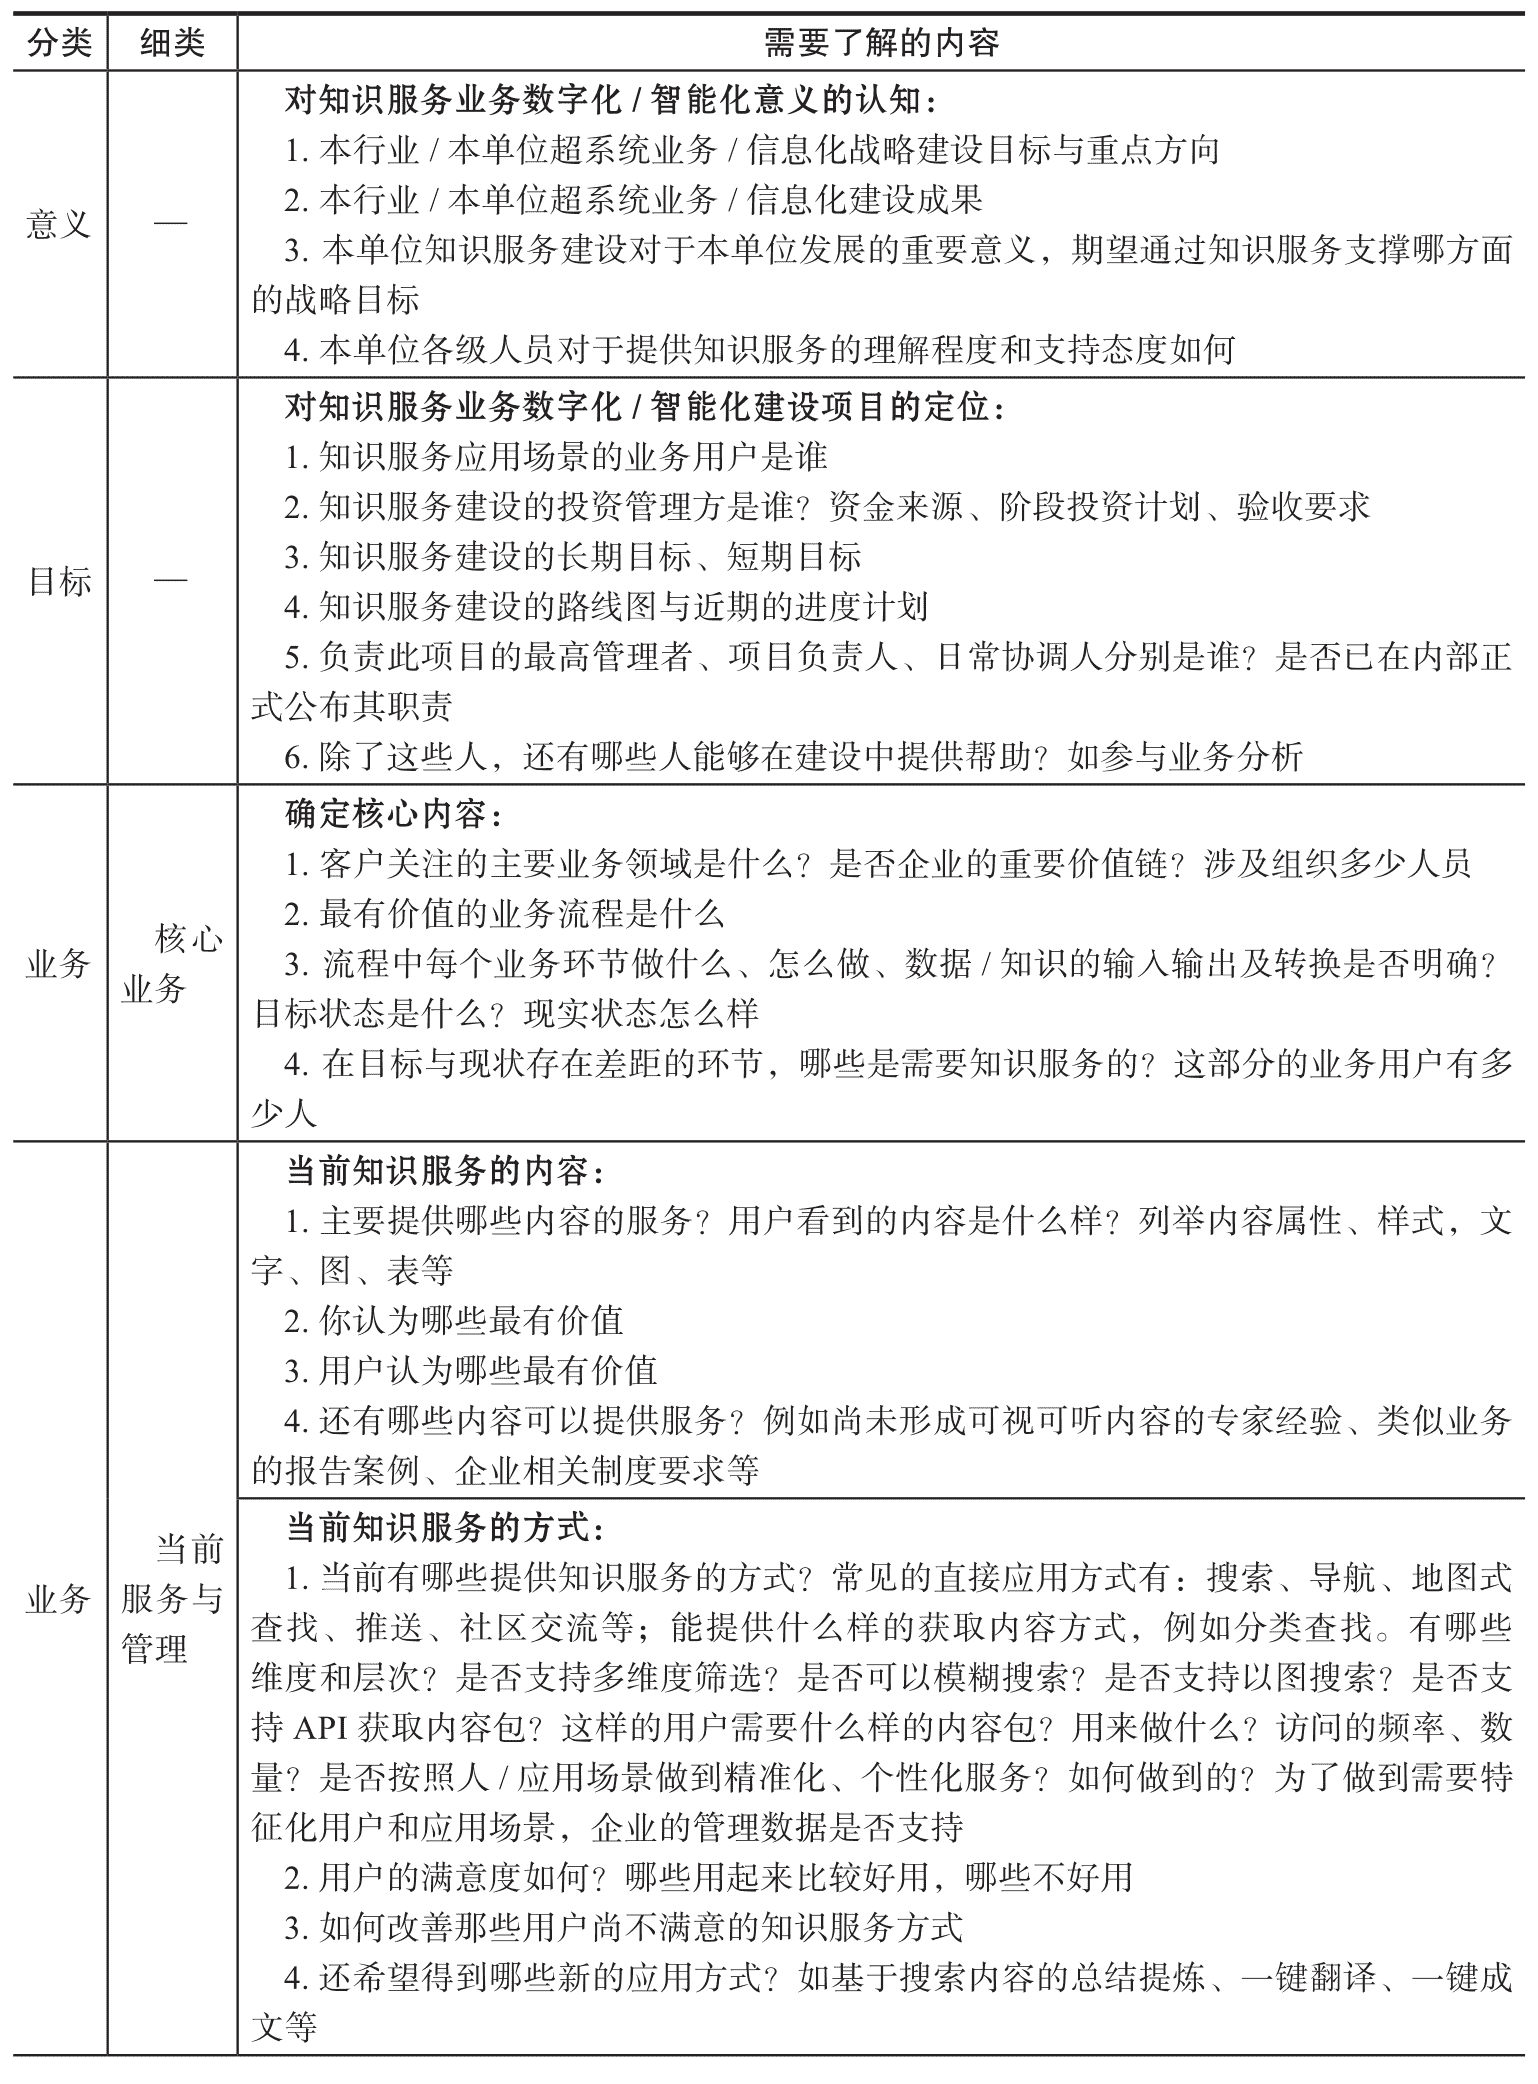 分类 细类 需要了解的内容
意义
—
对知识服务业务数字化 / 智能化意义的认知：
1. 本行业 / 本单位超系统业务 / 信息化战略建设目标与重点方向
2. 本行业 / 本单位超系统业务 / 信息化建设成果
3. 本单位知识服务建设对于本单位发展的重要意义，期望通过知识服务支撑哪方面
的战略目标
4. 本单位各级人员对于提供知识服务的理解程度和支持态度如何
目标
—
对知识服务业务数字化 / 智能化建设项目的定位：
1. 知识服务应用场景的业务用户是谁
2. 知识服务建设的投资管理方是谁？资金来源、阶段投资计划、验收要求
3. 知识服务建设的长期目标、短期目标
4. 知识服务建设的路线图与近期的进度计划
5. 负责此项目的最高管理者、项目负责人、日常协调人分别是谁？是否已在内部正
式公布其职责
6. 除了这些人，还有哪些人能够在建设中提供帮助？如参与业务分析
业务
核心
业务
确定核心内容：
1. 客户关注的主要业务领域是什么？是否企业的重要价值链？涉及组织多少人员
2. 最有价值的业务流程是什么
3. 流程中每个业务环节做什么、怎么做、数据 / 知识的输入输出及转换是否明确？
目标状态是什么？现实状态怎么样
4. 在目标与现状存在差距的环节，哪些是需要知识服务的？这部分的业务用户有多
少人
业务
当前
服务与
管理
当前知识服务的内容：
1. 主要提供哪些内容的服务？用户看到的内容是什么样？列举内容属性、样式，文
字、图、表等
2. 你认为哪些最有价值
3. 用户认为哪些最有价值
4. 还有哪些内容可以提供服务？例如尚未形成可视可听内容的专家经验、类似业务
的报告案例、企业相关制度要求等
当前知识服务的方式：
1. 当前有哪些提供知识服务的方式？常见的直接应用方式有：搜索、导航、地图式
查找、推送、社区交流等；能提供什么样的获取内容方式，例如分类查找。有哪些
维度和层次？是否支持多维度筛选？是否可以模糊搜索？是否支持以图搜索？是否支
持 API 获取内容包？这样的用户需要什么样的内容包？用来做什么？访问的频率、数
量？是否按照人 / 应用场景做到精准化、个性化服务？如何做到的？为了做到需要特
征化用户和应用场景，企业的管理数据是否支持
2. 用户的满意度如何？哪些用起来比较好用，哪些不好用
3. 如何改善那些用户尚不满意的知识服务方式
4. 还希望得到哪些新的应用方式？如基于搜索内容的总结提炼、一键翻译、一键成
文等